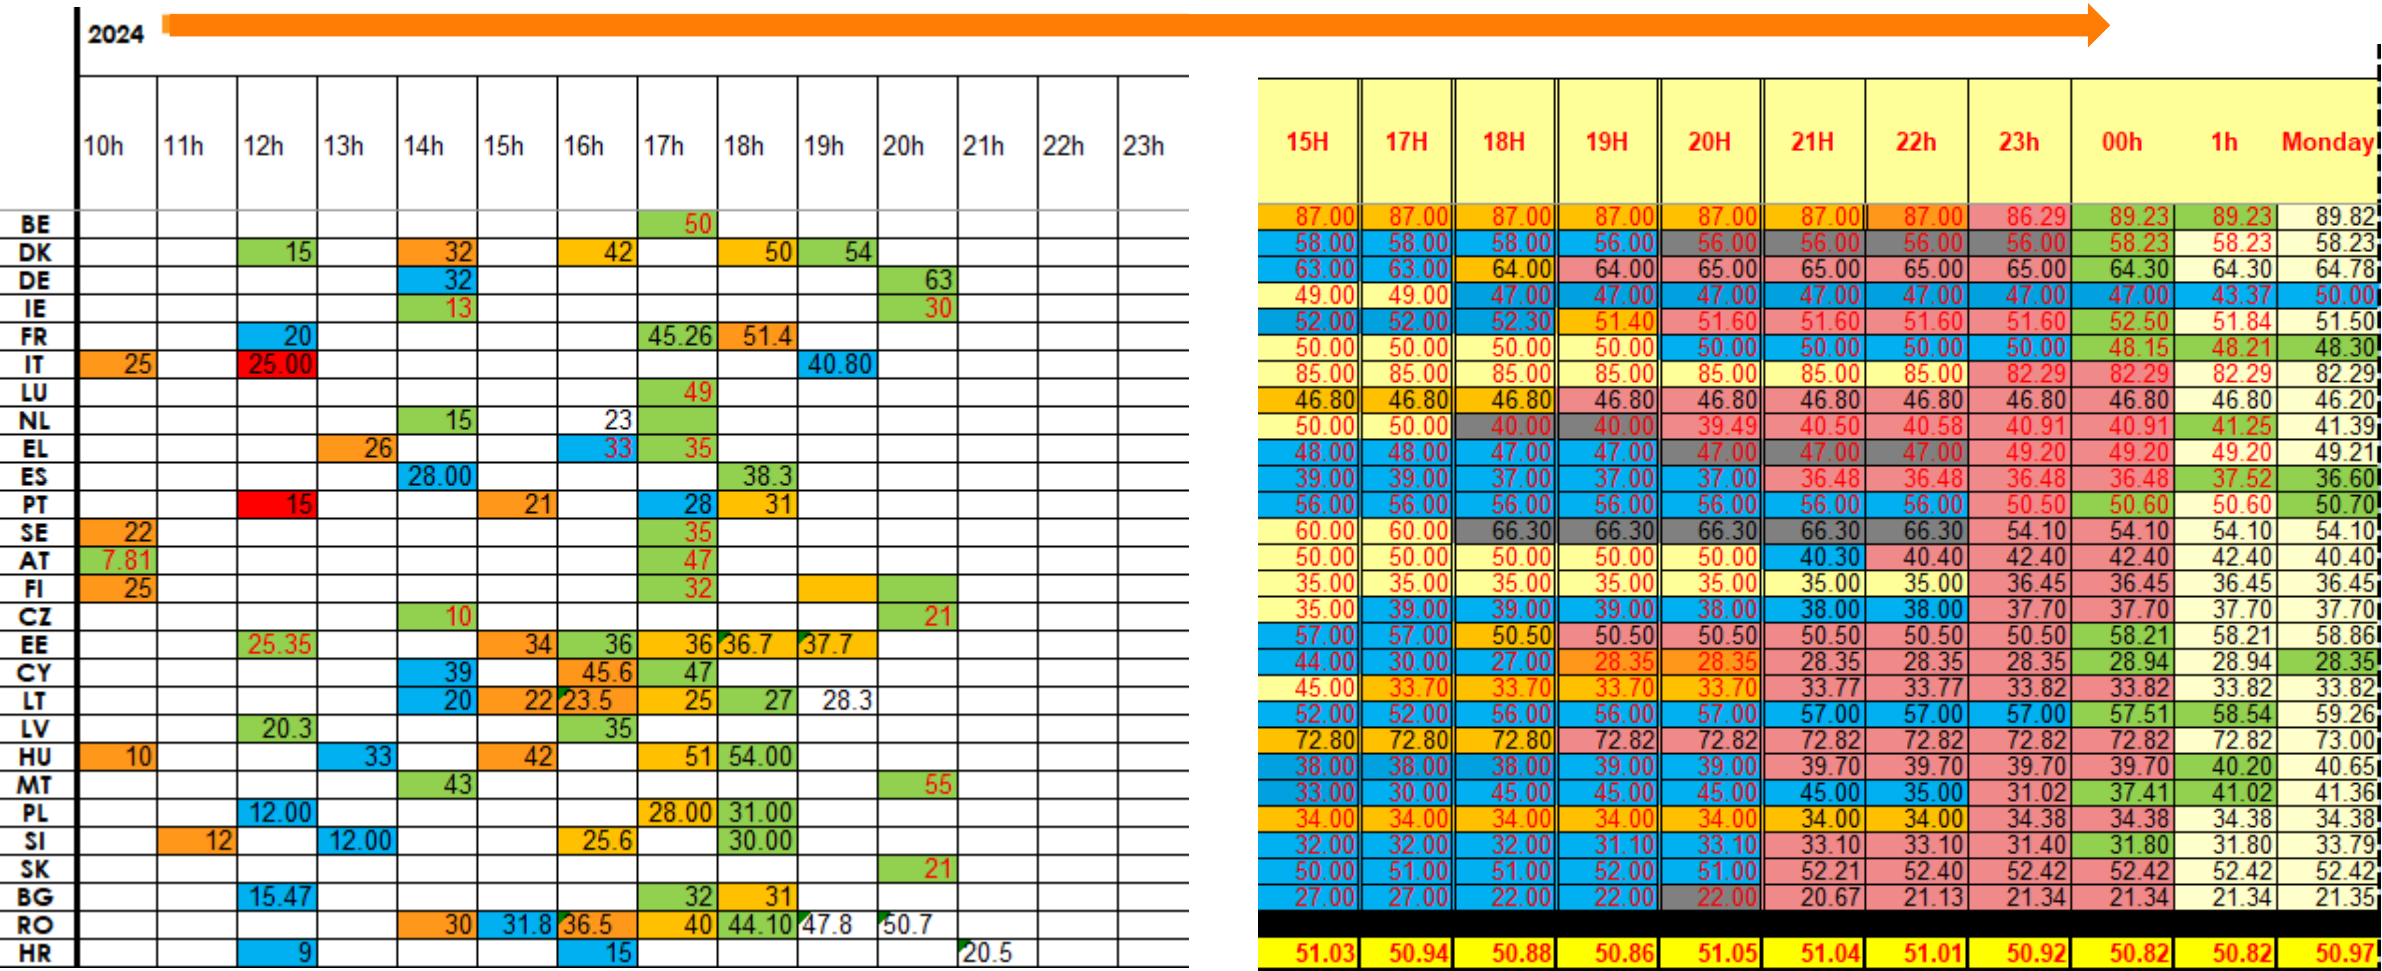 2024
10h 11h 12h 13h 14h 15h 16h 17h 18h 19h 20h 21h 22h 23h
15H 17H 18H 19H 20H 21H 22h 23h 00h 1h Monday
BE 50
DK 15 32 42 50 54
DE 32 63
IE 13 30
FR 20 45.26 51.4
IT 25 25.00 40.80
LU 49
NL 15 23
EL 26 33 35
ES 28.00 38.3
PT 15 21 28 31
SE 22 35
AT 7.81 47
FI 25 32
CZ 10 21
EE 25.35 34 36 36 36.7 37.7
CY 39 45.6 47
LT 20 22 23.5 25 27 28.3
LV 20.3 35
HU 10 33 42 51 54.00
MT 43 55
PL 12.00 28.00 31.00
SI 12 12.00 25.6 30.00
SK 21
BG 15.47 32 31
RO 30 31.8 36.5 40 44.10 47.8 50.7
HR 9 15 20.5
87.00 87.00 87.00 87.00 87.00 87.00 87.00 86.29 89.23 89.23 89.82
58.00 58.00 58.00 56.00 56.00 56.00 56.00 56.00 58.23 58.23 58.23
63.00 63.00 64.00 64.00 65.00 65.00 65.00 65.00 64.30 64.30 64.78
49.00 49.00 47.00 47.00 47.00 47.00 47.00 47.00 47.00 43.37 50.00
52.00 52.00 52.30 51.40 51.60 51.60 51.60 51.60 52.50 51.84 51.50
50.00 50.00 50.00 50.00 50.00 50.00 50.00 50.00 48.15 48.21 48.30
85.00 85.00 85.00 85.00 85.00 85.00 85.00 82.29 82.29 82.29 82.29
46.80 46.80 46.80 46.80 46.80 46.80 46.80 46.80 46.80 46.80 46.20
50.00 50.00 40.00 40.00 39.49 40.50 40.58 40.91 40.91 41.25 41.39
48.00 48.00 47.00 47.00 47.00 47.00 47.00 49.20 49.20 49.20 49.21
39.00 39.00 37.00 37.00 37.00 36.48 36.48 36.48 36.48 37.52 36.60
56.00 56.00 56.00 56.00 56.00 56.00 56.00 50.50 50.60 50.60 50.70
60.00 60.00 66.30 66.30 66.30 66.30 66.30 54.10 54.10 54.10 54.10
50.00 50.00 50.00 50.00 50.00 40.30 40.40 42.40 42.40 42.40 40.40
35.00 35.00 35.00 35.00 35.00 35.00 35.00 36.45 36.45 36.45 36.45
35.00 39.00 39.00 39.00 38.00 38.00 38.00 37.70 37.70 37.70 37.70
57.00 57.00 50.50 50.50 50.50 50.50 50.50 50.50 58.21 58.21 58.86
44.00 30.00 27.00 28.35 28.35 28.35 28.35 28.35 28.94 28.94 28.35
45.00 33.70 33.70 33.70 33.70 33.77 33.77 33.82 33.82 33.82 33.82
52.00 52.00 56.00 56.00 57.00 57.00 57.00 57.00 57.51 58.54 59.26
72.80 72.80 72.80 72.82 72.82 72.82 72.82 72.82 72.82 72.82 73.00
38.00 38.00 38.00 39.00 39.00 39.70 39.70 39.70 39.70 40.20 40.65
33.00 30.00 45.00 45.00 45.00 45.00 35.00 31.02 37.41 41.02 41.36
34.00 34.00 34.00 34.00 34.00 34.00 34.00 34.38 34.38 34.38 34.38
32.00 32.00 32.00 31.10 33.10 33.10 33.10 31.40 31.80 31.80 33.79
50.00 51.00 51.00 52.00 51.00 52.21 52.40 52.42 52.42 52.42 52.42
27.00 27.00 22.00 22.00 22.00 20.67 21.13 21.34 21.34 21.34 21.35
51.03 50.94 50.88 50.86 51.05 51.04 51.01 50.92 50.82 50.82 50.97